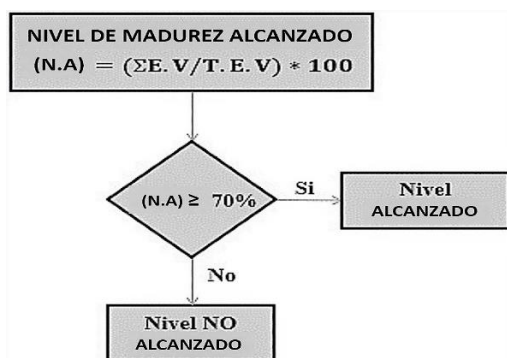 NIVEL DE MADUREZ ALCANZADO
(N.A) = (ΣE.V/T.E.V) * 100
(N.A) ≥ 70%
Si
Nivel
ALCANZADO
No
Nivel NO
ALCANZADO